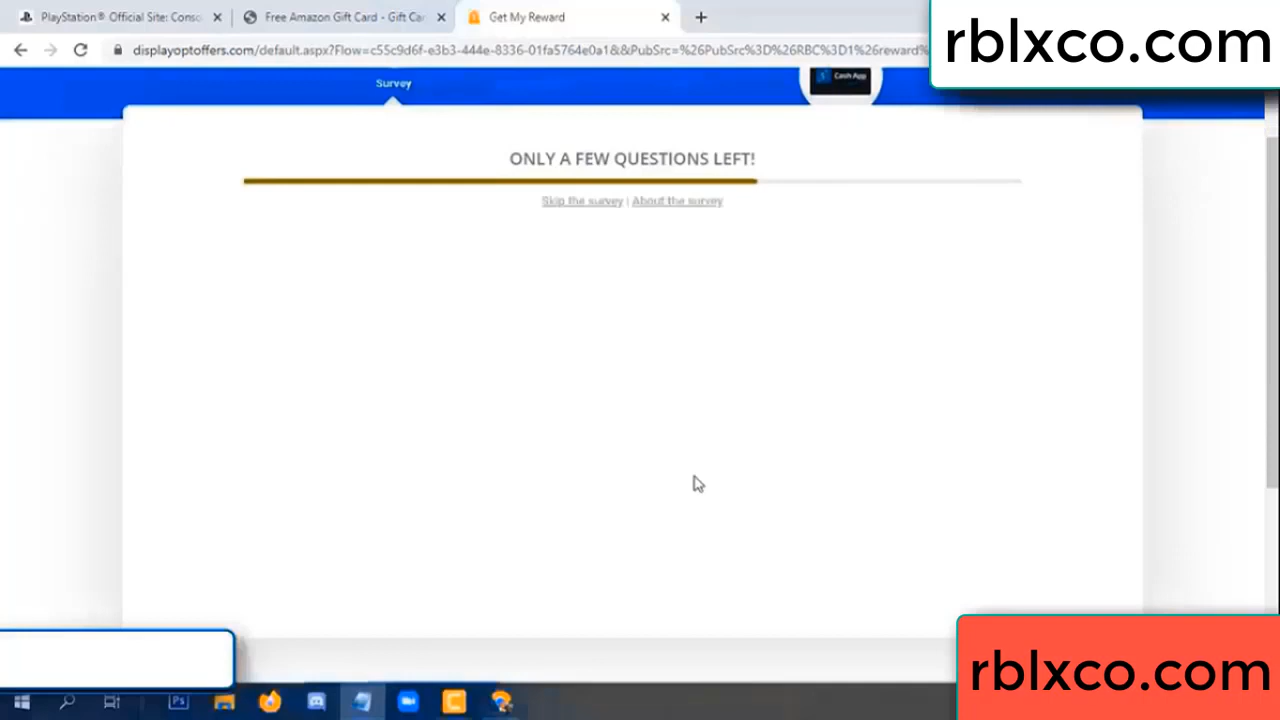 PlayStation® Official Site: Conso
Free Amazon Gift Card - Gift Car
Get My Reward
rblxco.com
displayoptoffers.com/default.aspx?Flow=c55c9d6f-e3b3-444e-8336-01fa5764e0a1&&PubSrc=%26PubSrc%3D%26RBC%3D1%26reward%
Survey
Cash App
ONLY A FEW QUESTIONS LEFT!
Skip the survey | About the survey
rblxco.com
Ps